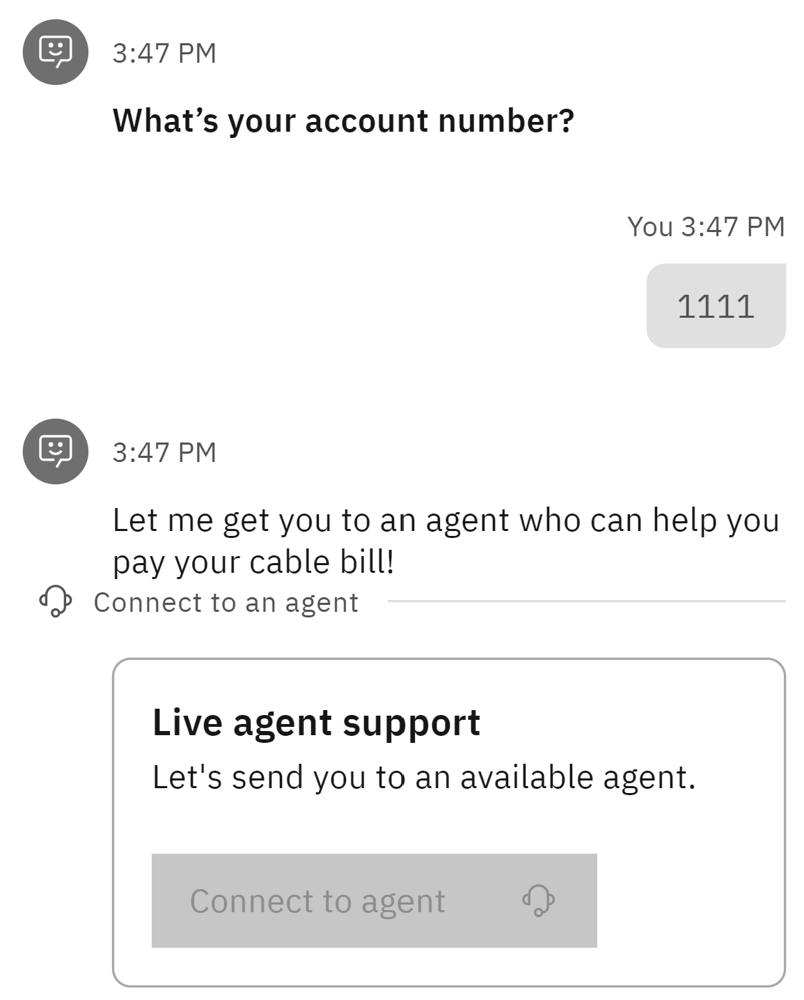 3:47 PM
What’s your account number?
You 3:47 PM
1111
3:47 PM
Let me get you to an agent who can help you
pay your cable bill!
Connect to an agent
Live agent support
Let's send you to an available agent.
Connect to agent